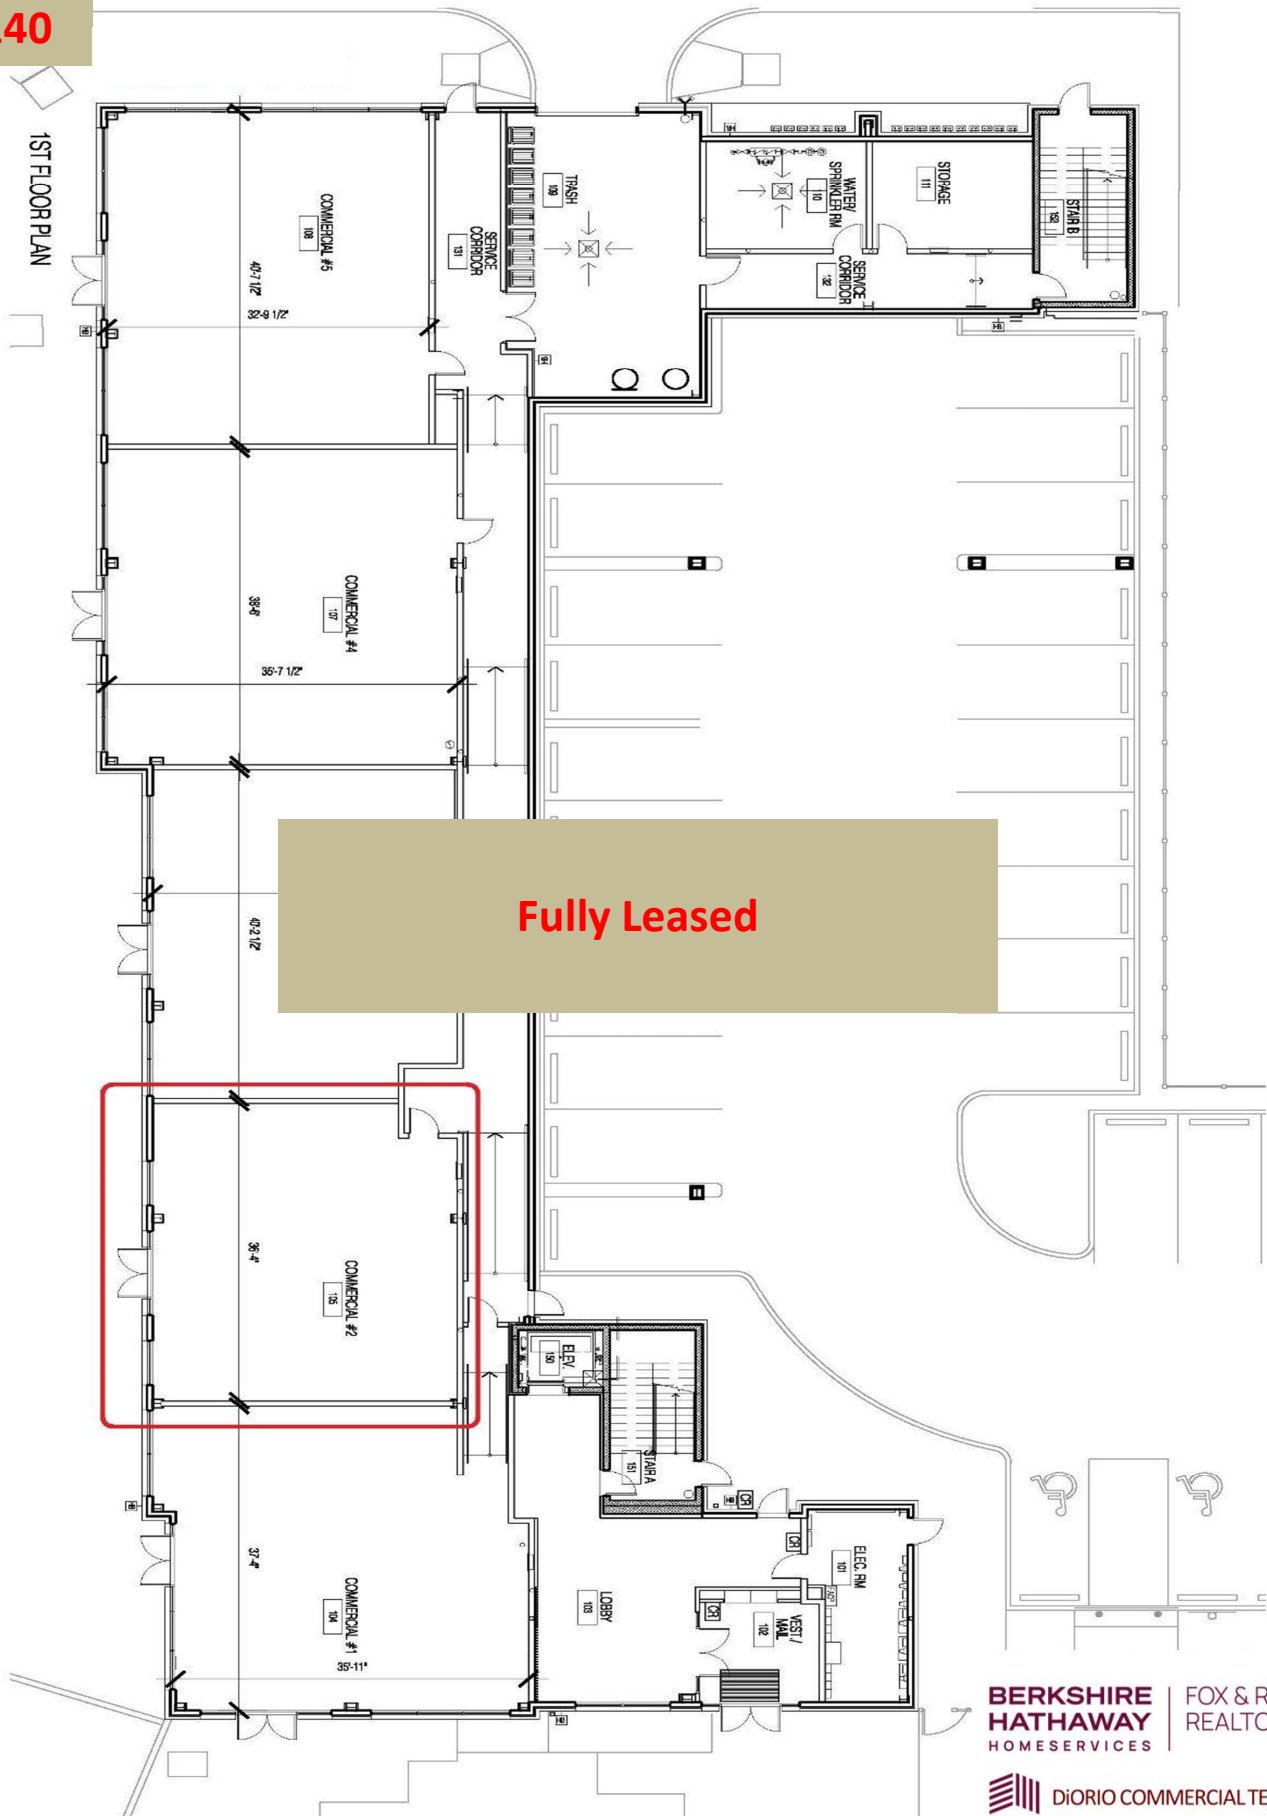 .40
1ST FLOOR PLAN
COMMERCIAL #5
108
40'-7 1/2"
32'-9 1/2"
SERVICE
CORRIDOR
131
TRASH
109
WATER/
SPRINKLER RM
110
STORAGE
111
STAIR B
152
SERVICE
CORRIDOR
132
COMMERCIAL #4
107
38'-6"
35'-7 1/2"
40'-2 1/2"
Fully Leased
COMMERCIAL #2
105
36'-4"
ELEV.
150
STAIR A
151
CR
CR
CR
ELEC. RM
101
VEST /
MAIL
102
LOBBY
103
COMMERCIAL #1
104
37'-4"
35'-11"
HB
BERKSHIRE
HATHAWAY
HOMESERVICES
FOX & R
REALTO
DiORIO COMMERCIAL TE